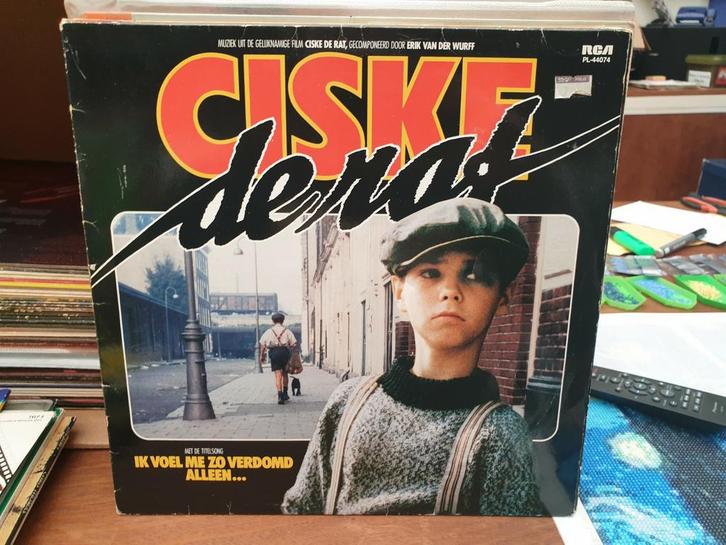 MUZIEK UIT DE GELIJKNAMIGE FILM CISKE DE RAT, GECOMPONEERD DOOR ERIK VAN DER WURFF
RCA
PL-44074
CISKE
de rat
MET DE TITELSONG
IK VOEL ME ZO VERDOMD
ALLEEN...